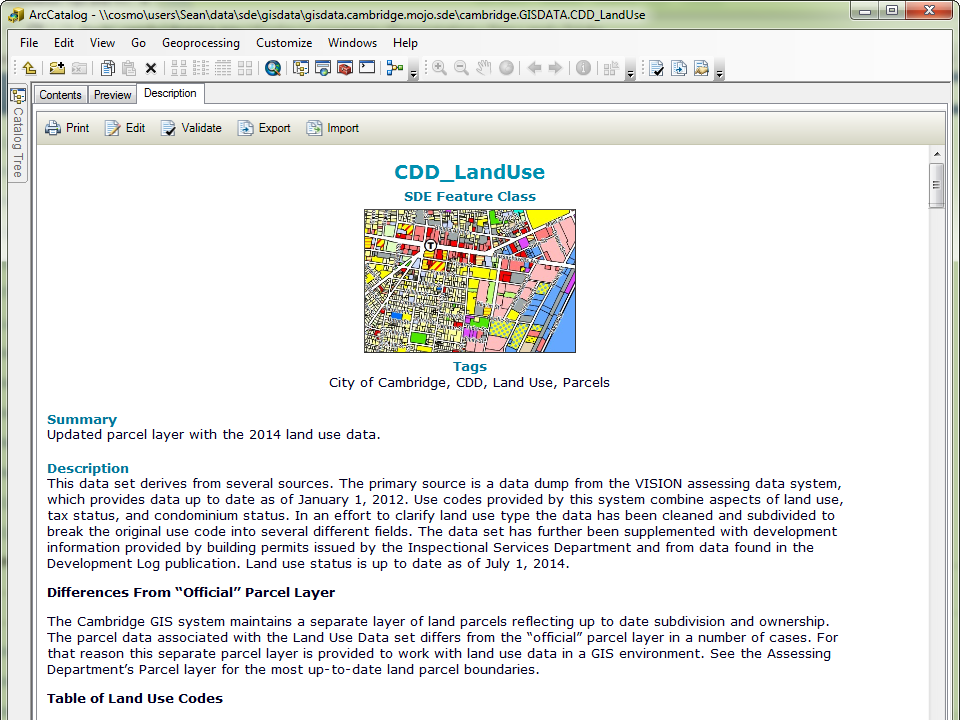 ArcCatalog - \\cosmo\users\Sean\data\sde\gisdata\gisdata.cambridge.mojo.sde\cambridge.GISDATA.CDD_LandUse
File Edit View Go Geoprocessing Customize Windows Help
Contents Preview Description
Catalog Tree
Print Edit Validate Export Import
CDD_LandUse
SDE Feature Class
T
Tags
City of Cambridge, CDD, Land Use, Parcels
Summary
Updated parcel layer with the 2014 land use data.
Description
This data set derives from several sources. The primary source is a data dump from the VISION assessing data system,
which provides data up to date as of January 1, 2012. Use codes provided by this system combine aspects of land use,
tax status, and condominium status. In an effort to clarify land use type the data has been cleaned and subdivided to
break the original use code into several different fields. The data set has further been supplemented with development
information provided by building permits issued by the Inspectional Services Department and from data found in the
Development Log publication. Land use status is up to date as of July 1, 2014.
Differences From “Official” Parcel Layer
The Cambridge GIS system maintains a separate layer of land parcels reflecting up to date subdivision and ownership.
The parcel data associated with the Land Use Data set differs from the “official” parcel layer in a number of cases. For
that reason this separate parcel layer is provided to work with land use data in a GIS environment. See the Assessing
Department’s Parcel layer for the most up-to-date land parcel boundaries.
Table of Land Use Codes